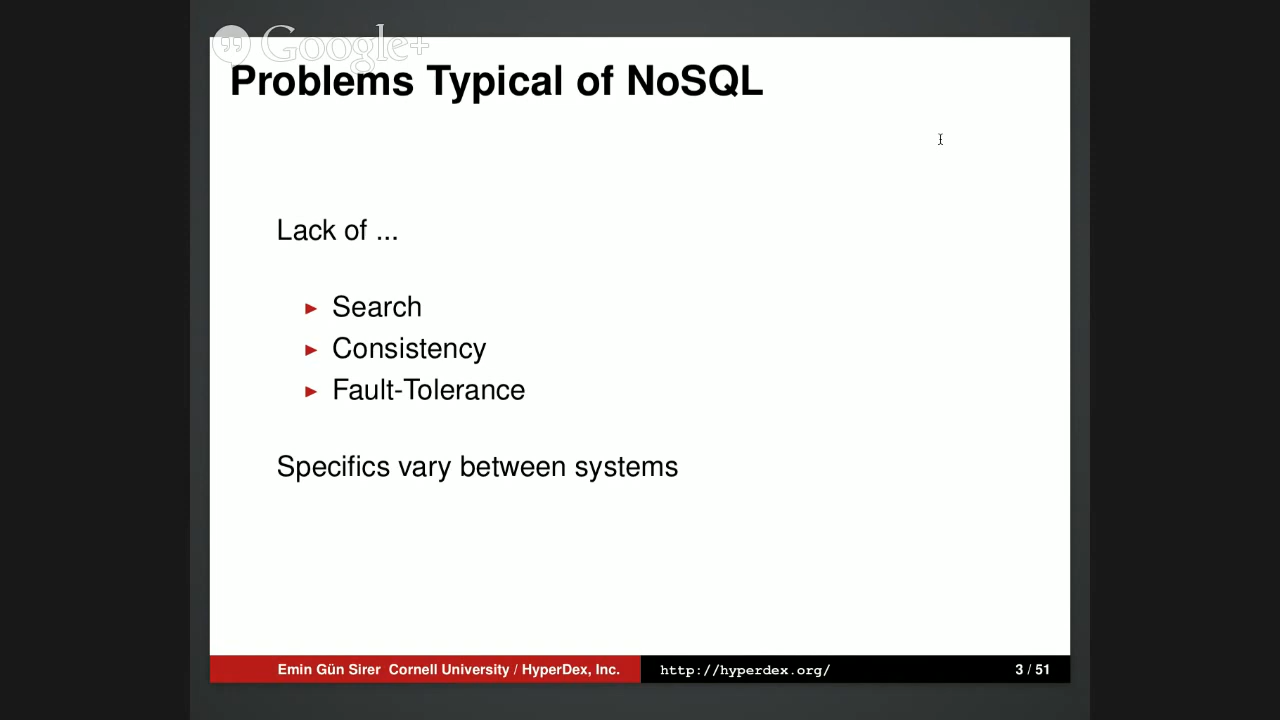 Google+
Problems Typical of NoSQL
Lack of ...
Search
Consistency
Fault-Tolerance
Specifics vary between systems
Emin Gün Sirer Cornell University / HyperDex, Inc. http://hyperdex.org/ 3 / 51